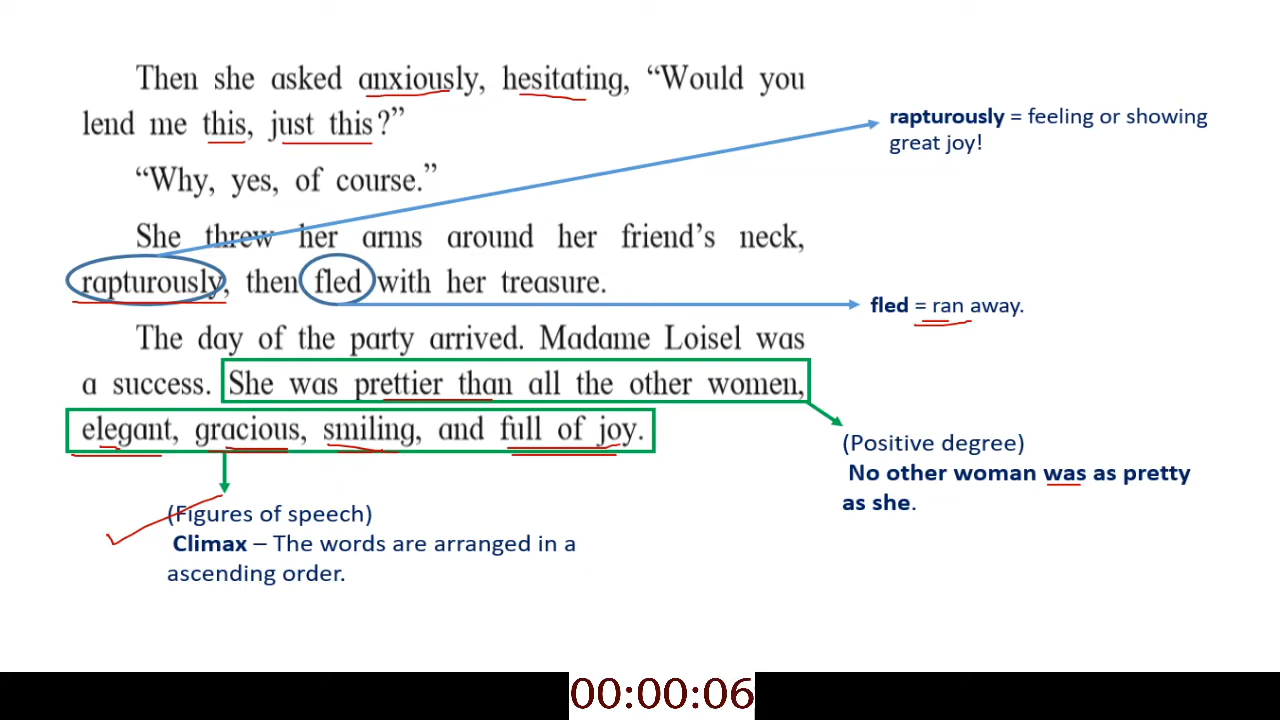 Then she asked anxiously, hesitating, “Would you
lend me this, just this?”
“Why, yes, of course.”
She threw her arms around her friend’s neck,
rapturously, then fled with her treasure.
The day of the party arrived. Madame Loisel was
a success. She was prettier than all the other women,
elegant, gracious, smiling, and full of joy.
rapturously = feeling or showing
great joy!
fled = ran away.
(Positive degree)
No other woman was as pretty
as she.
(Figures of speech)
Climax – The words are arranged in a
ascending order.
00:00:06